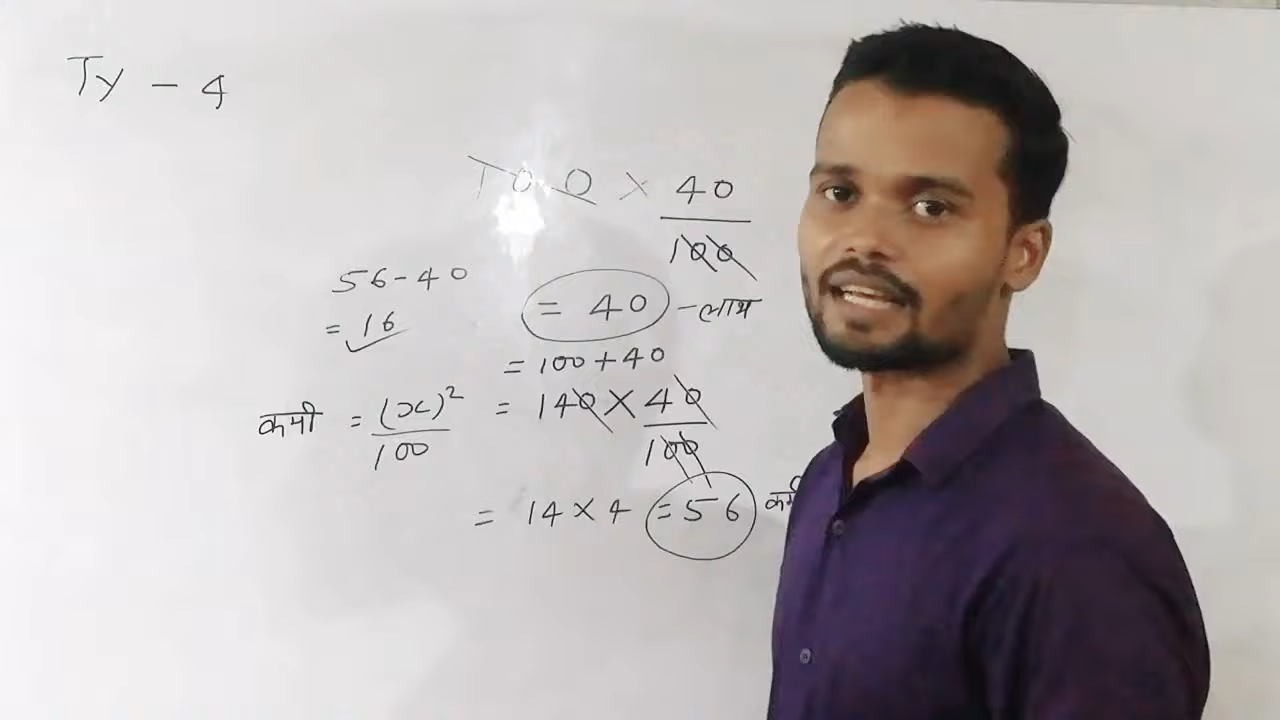 Ty - 4
100 × 40
100
56-40
= 16
= 40 - लाभ
= 100 + 40
कमी = (x)²
100
= 140 × 40
100
= 14 × 4 = 56 कमी